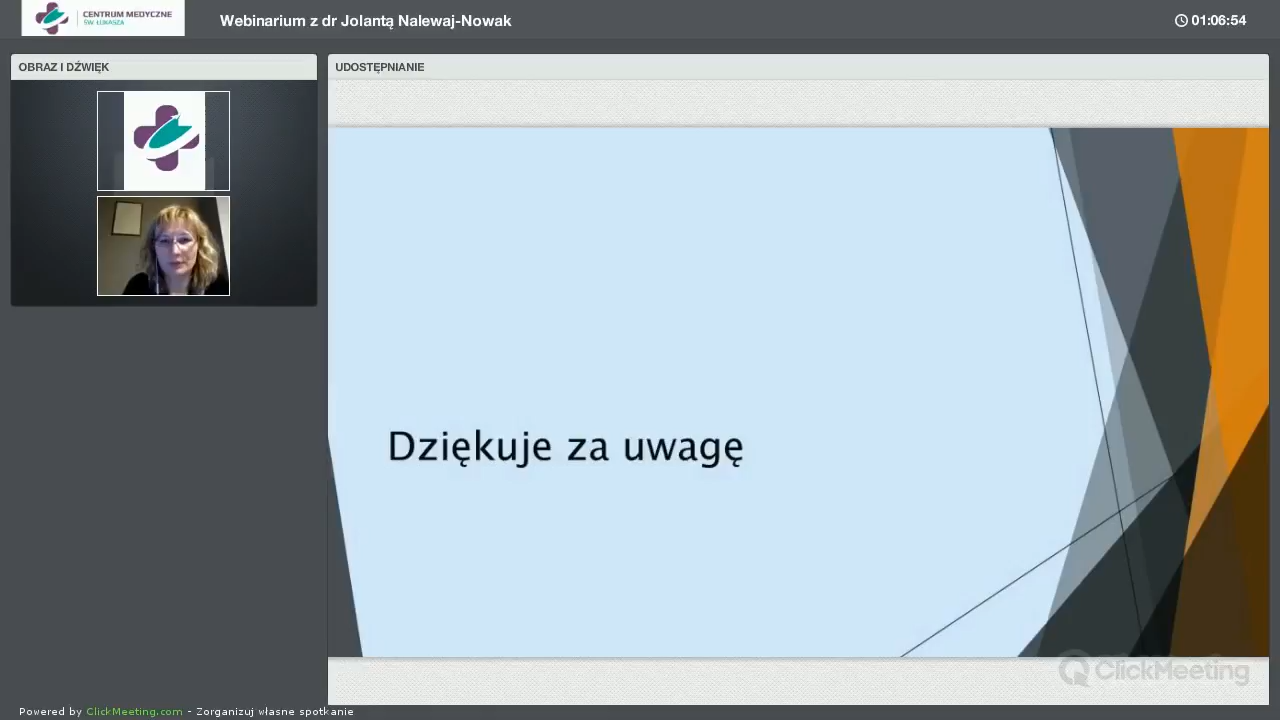 CENTRUM MEDYCZNE
ŚW. ŁUKASZA
Webinarium z dr Jolantą Nalewaj-Nowak
01:06:54
OBRAZ I DŹWIĘK
UDOSTĘPNIANIE
Dziękuje za uwagę
ClickMeeting
Powered by ClickMeeting.com - Zorganizuj własne spotkanie